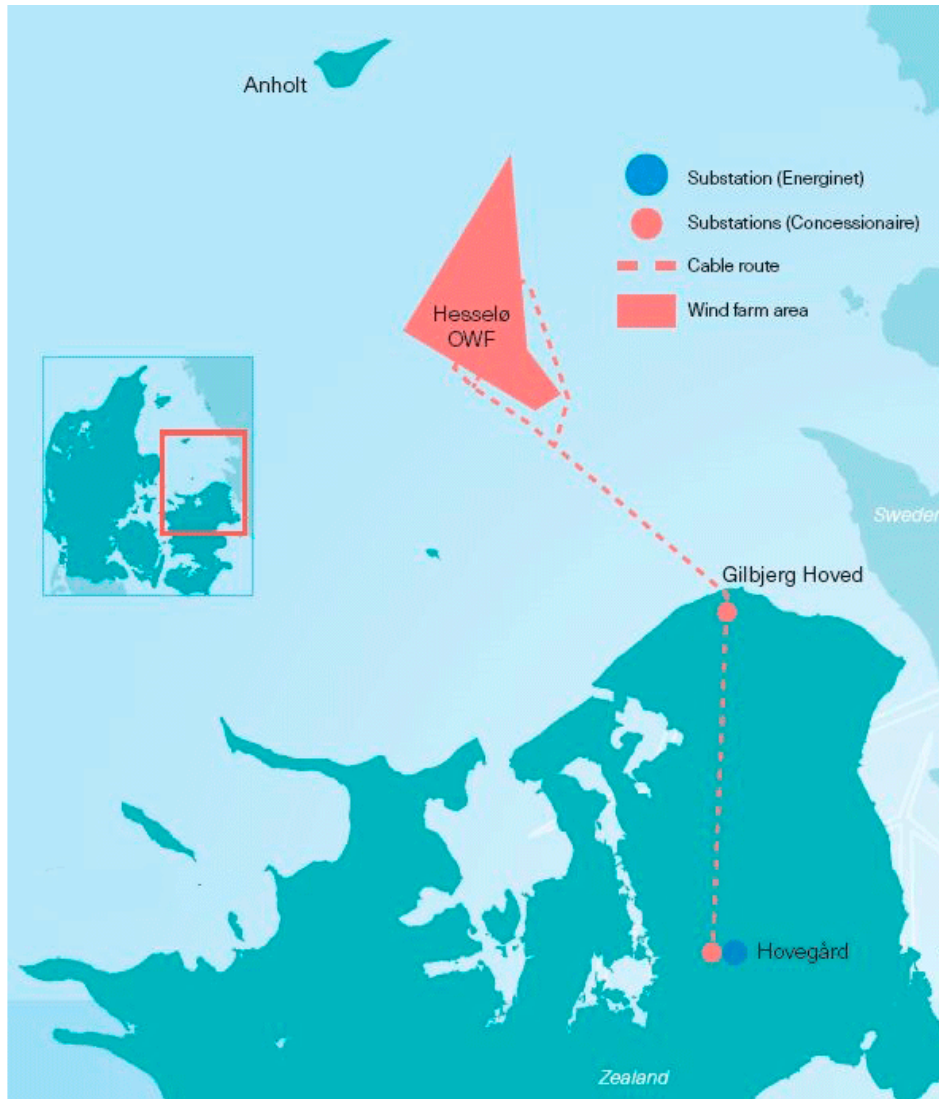 Anholt
Substation (Energinet)
Substations (Concessionaire)
Cable route
Wind farm area
Hesselø
OWF
Sweden
Gilbjerg Hoved
Hovegård
Zealand